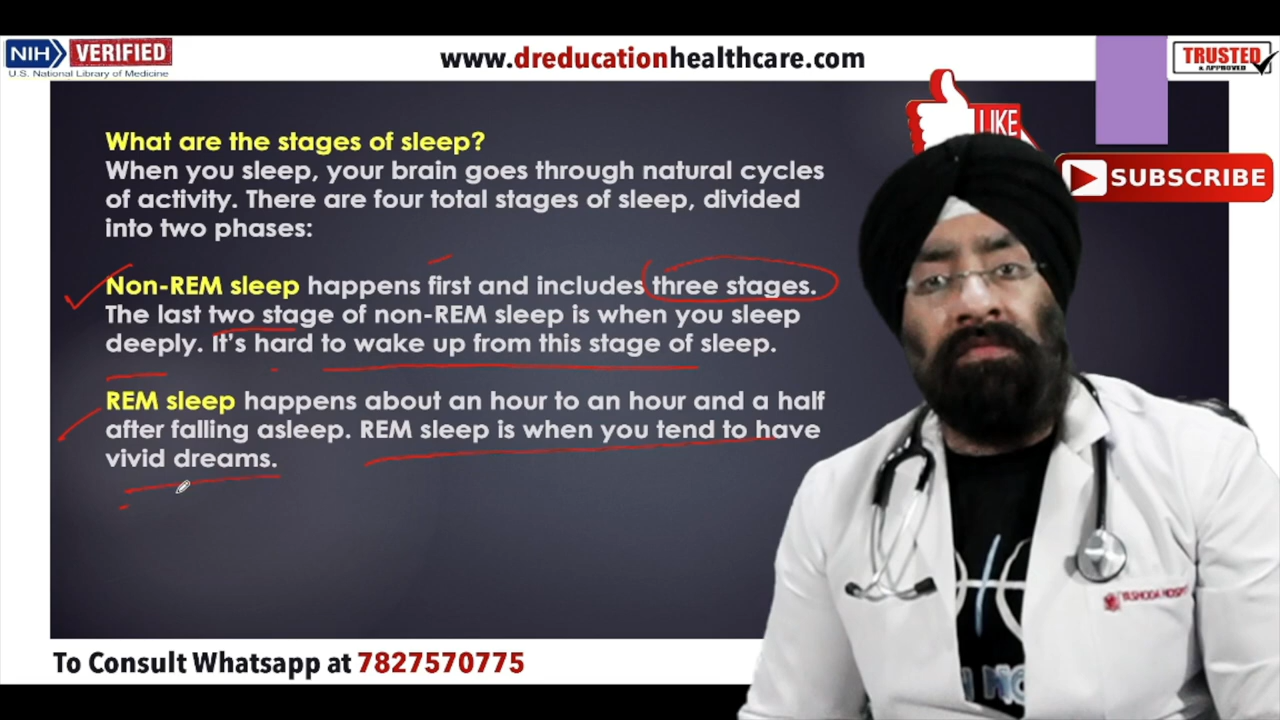 NIH VERIFIED
U.S. National Library of Medicine
www.dreducationhealthcare.com
TRUSTED
& APPROVED
LIKE
SUBSCRIBE
What are the stages of sleep?
When you sleep, your brain goes through natural cycles
of activity. There are four total stages of sleep, divided
into two phases:
Non-REM sleep happens first and includes three stages.
The last two stage of non-REM sleep is when you sleep
deeply. It's hard to wake up from this stage of sleep.
REM sleep happens about an hour to an hour and a half
after falling asleep. REM sleep is when you tend to have
vivid dreams.
YASHODA
To Consult Whatsapp at 7827570775